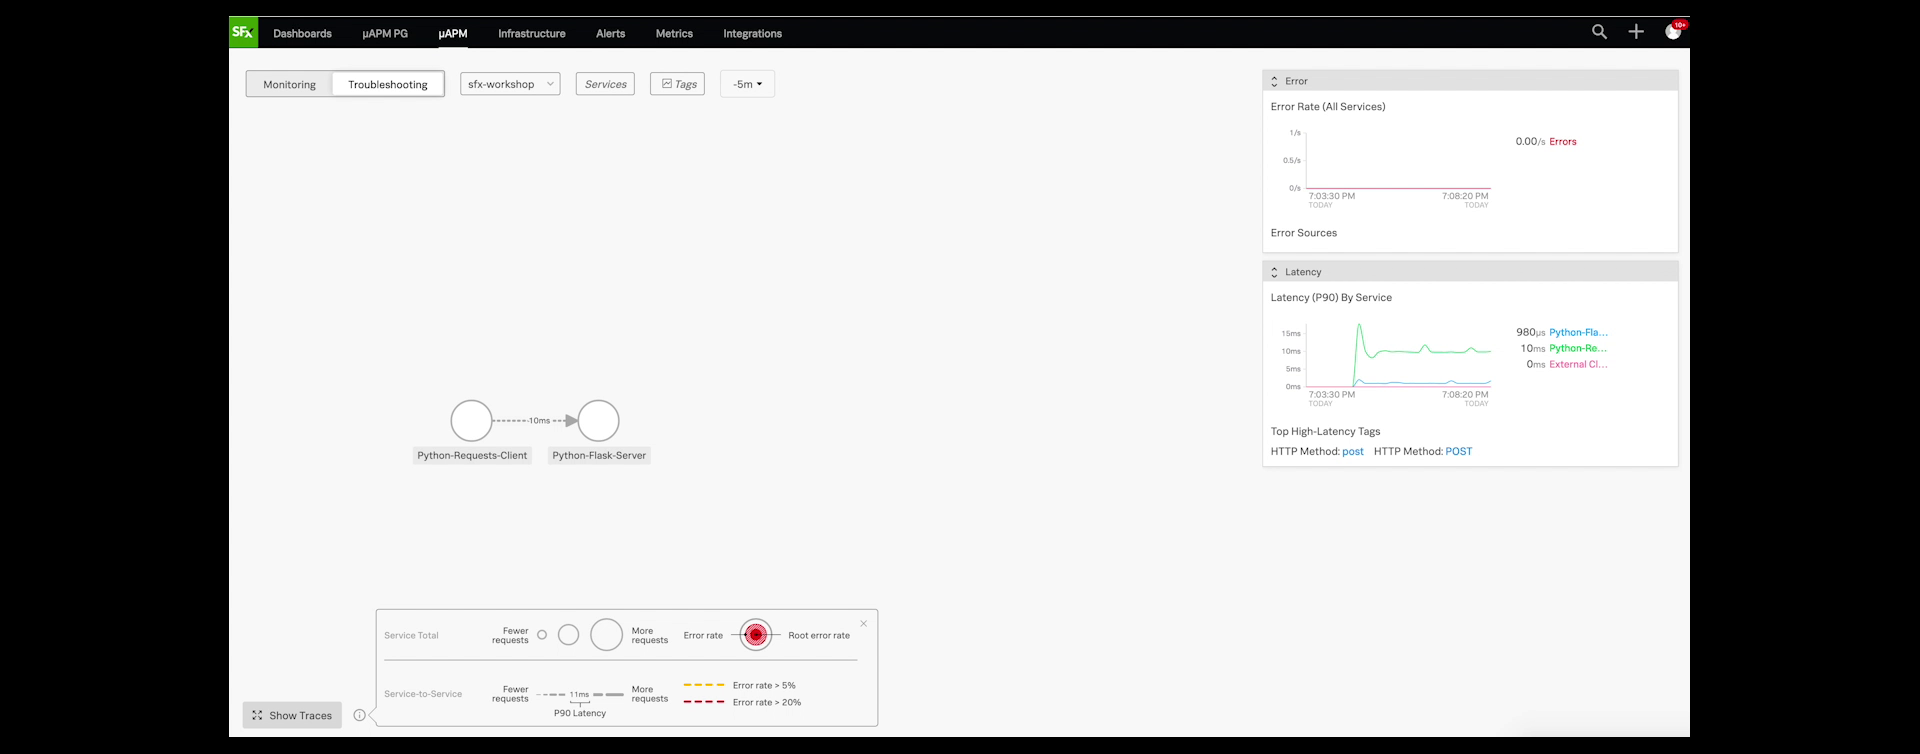 SFx Dashboards µAPM PG µAPM Infrastructure Alerts Metrics Integrations 10+
Monitoring Troubleshooting sfx-workshop Services Tags -5m
Error
Error Rate (All Services)
1/s
0.5/s
0/s
7:03:30 PM 7:08:20 PM
TODAY TODAY
0.00/s Errors
Error Sources
Latency
Latency (P90) By Service
15ms
10ms
5ms
0ms
7:03:30 PM 7:08:20 PM
TODAY TODAY
980µs Python-Fla...
10ms Python-Re...
0ms External Cl...
Top High-Latency Tags
HTTP Method: post HTTP Method: POST
10ms
Python-Requests-Client Python-Flask-Server
Service Total
Fewer
requests
More
requests
Error rate Root error rate
Service-to-Service
Fewer
requests
11ms
More
requests
P90 Latency
Error rate > 5%
Error rate > 20%
Show Traces